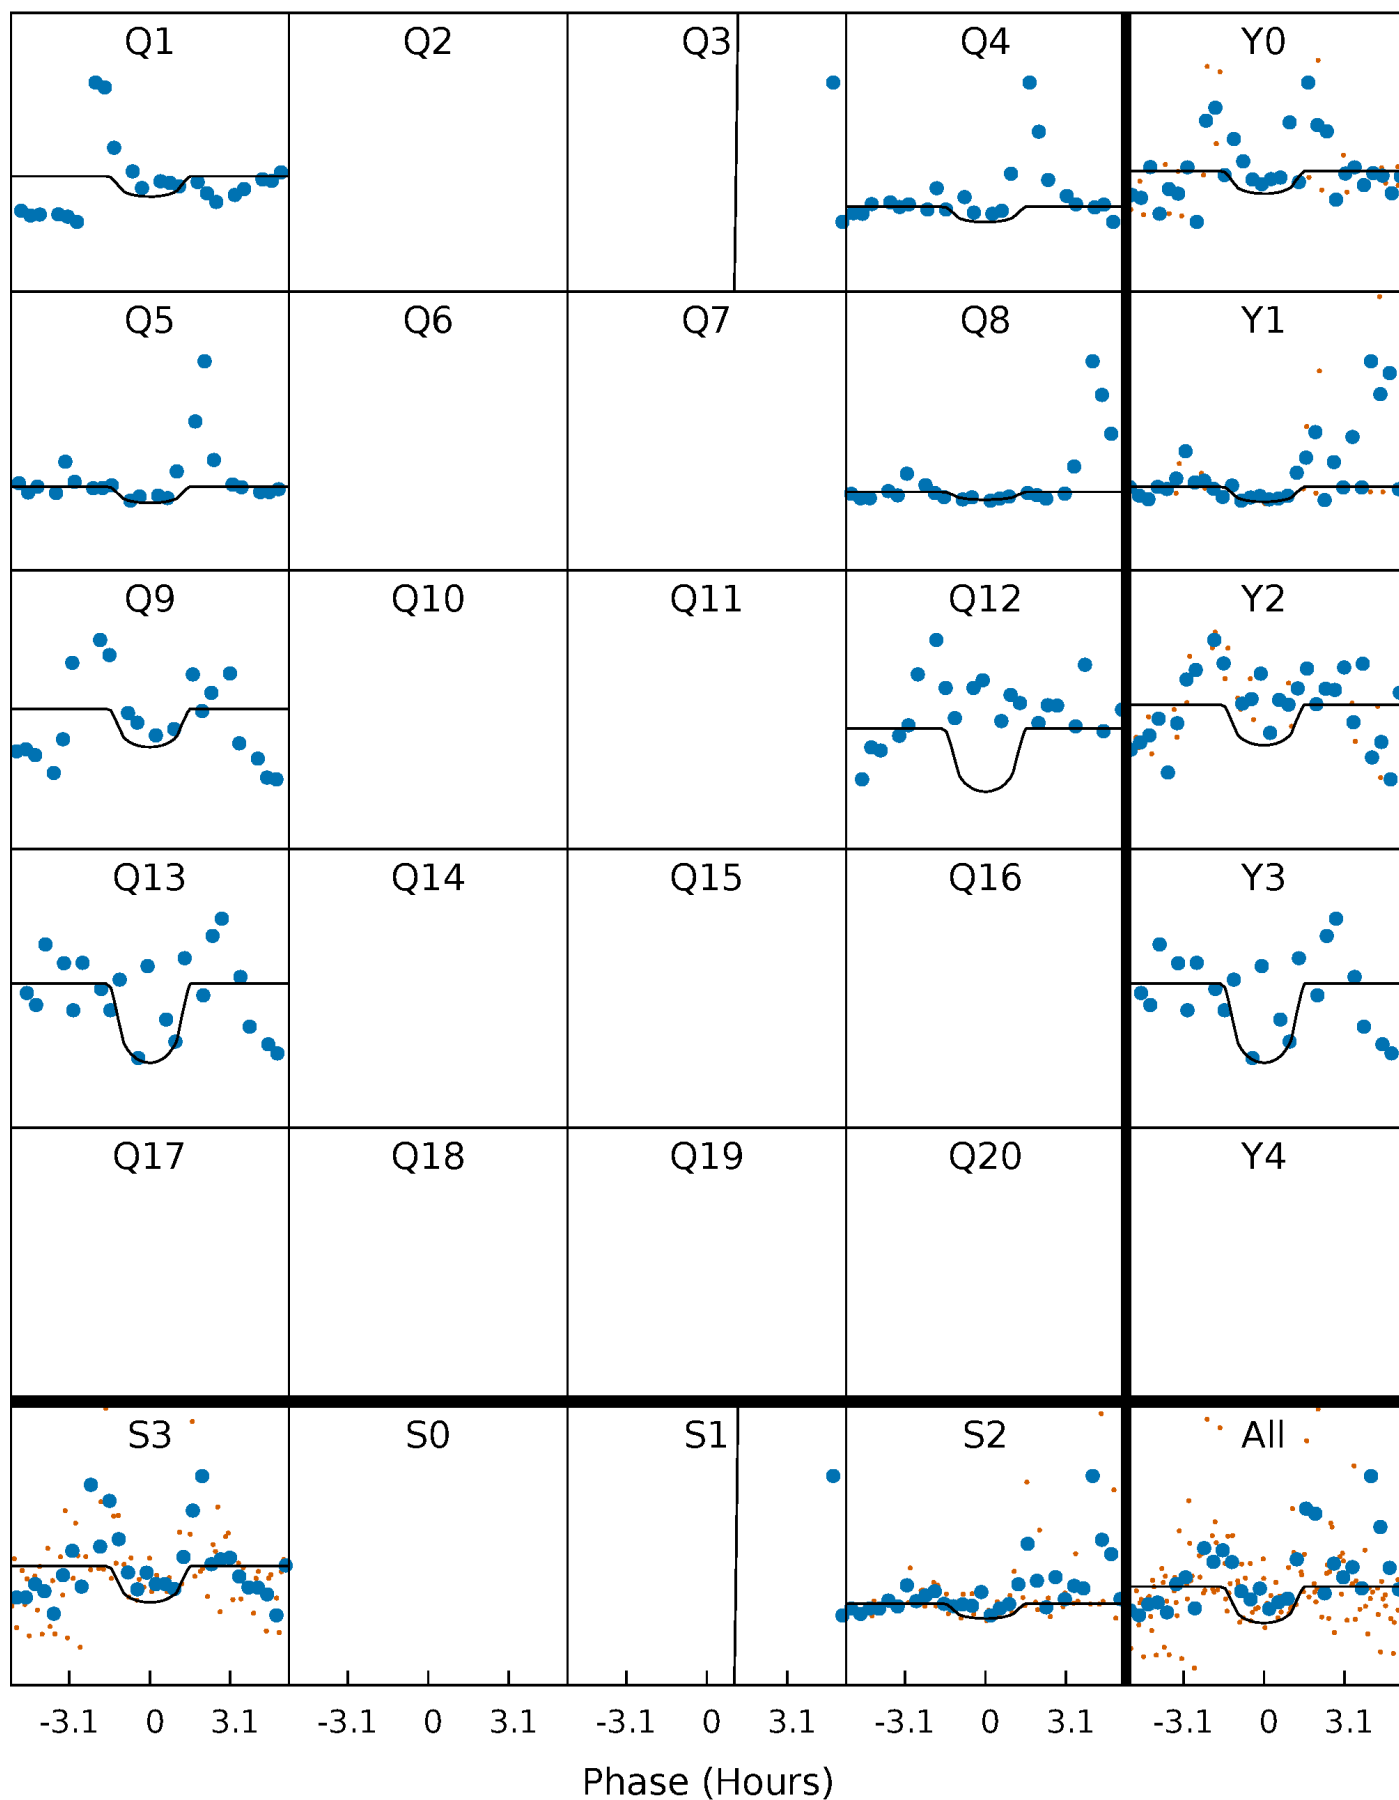 Q1 Q2 Q3 Q4 Y0
Q5 Q6 Q7 Q8 Y1
Q9 Q10 Q11 Q12 Y2
Q13 Q14 Q15 Q16 Y3
Q17 Q18 Q19 Q20 Y4
S3 S0 S1 S2 All
-3.1 0 3.1 -3.1 0 3.1 -3.1 0 3.1 -3.1 0 3.1 -3.1 0 3.1
Phase (Hours)